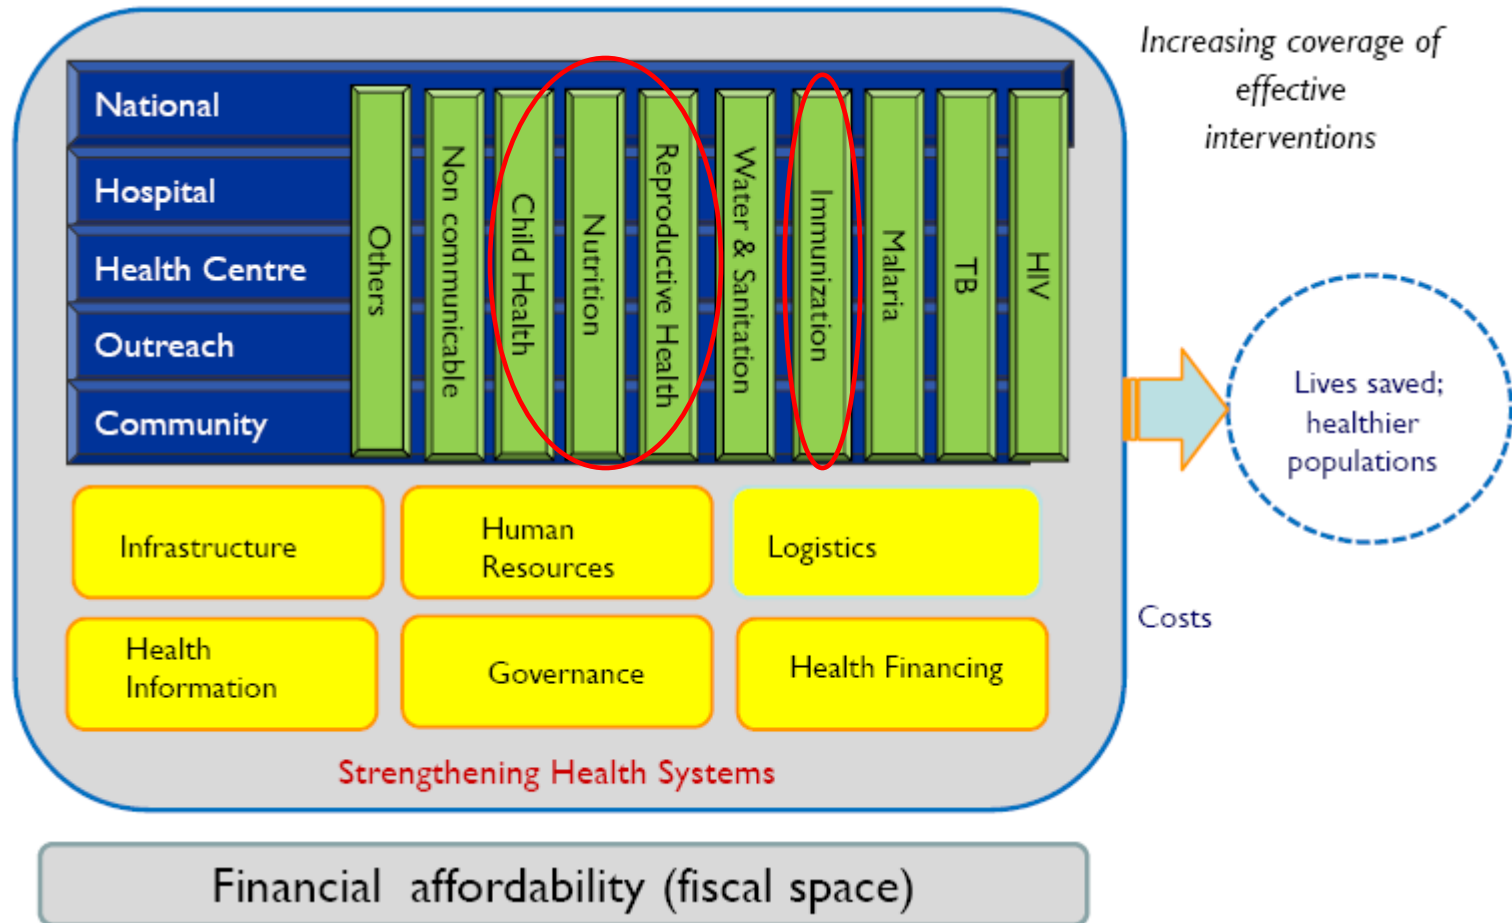 Increasing coverage of
effective
interventions
National
Hospital
Health Centre
Outreach
Community
Others
Non communicable
Child Health
Nutrition
Reproductive Health
Water & Sanitation
Immunization
Malaria
TB
HIV
Lives saved;
healthier
populations
Infrastructure
Human
Resources
Logistics
Costs
Health
Information
Governance
Health Financing
Strengthening Health Systems
Financial affordability (fiscal space)